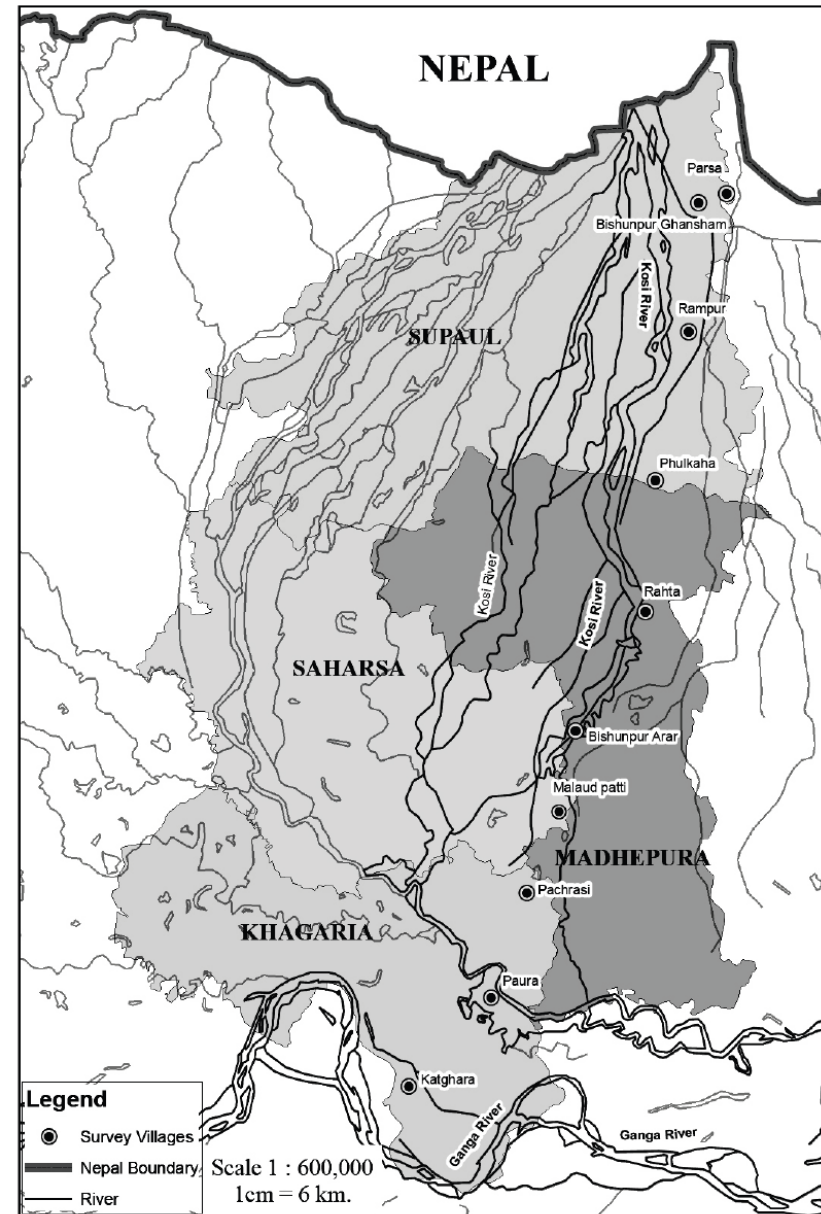 NEPAL
Parsa
Bishunpur Ghansham
Kosi River
Rampur
SUPAUL
Phulkaha
Kosi River
Kosi River
Rahta
SAHARSA
Bishunpur Arar
Malaud patti
MADHEPURA
Pachrasi
KHAGARIA
Paura
Katghara
Ganga River
Ganga River
Legend
Survey Villages
Nepal Boundary
River
Scale 1 : 600,000
1cm = 6 km.